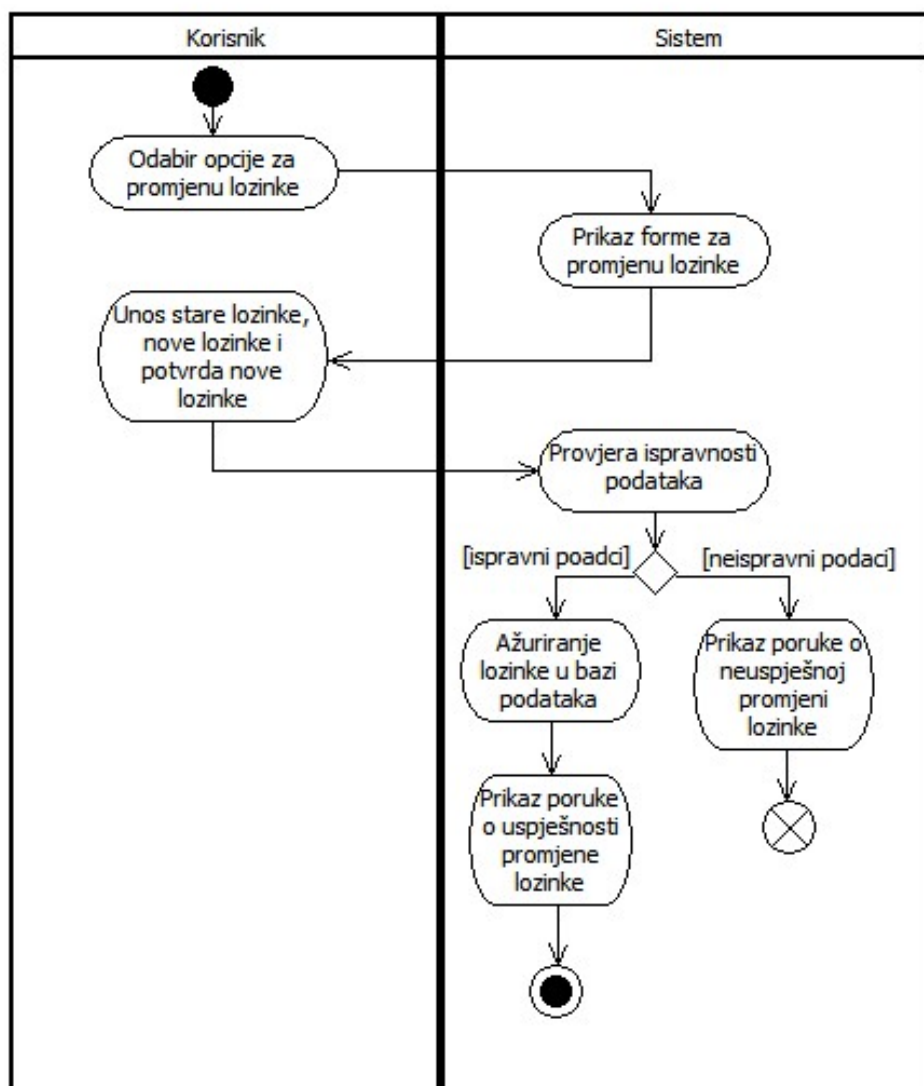 Korisnik
Sistem
Odabir opcije za
promjenu lozinke
Prikaz forme za
promjenu lozinke
Unos stare lozinke,
nove lozinke i
potvrda nove
lozinke
Provjera ispravnosti
podataka
[ispravni poadci]
[neispravni podaci]
Ažuriranje
lozinke u bazi
podataka
Prikaz poruke o
neuspješnoj
promjeni
lozinke
Prikaz poruke
o uspješnosti
promjene
lozinke